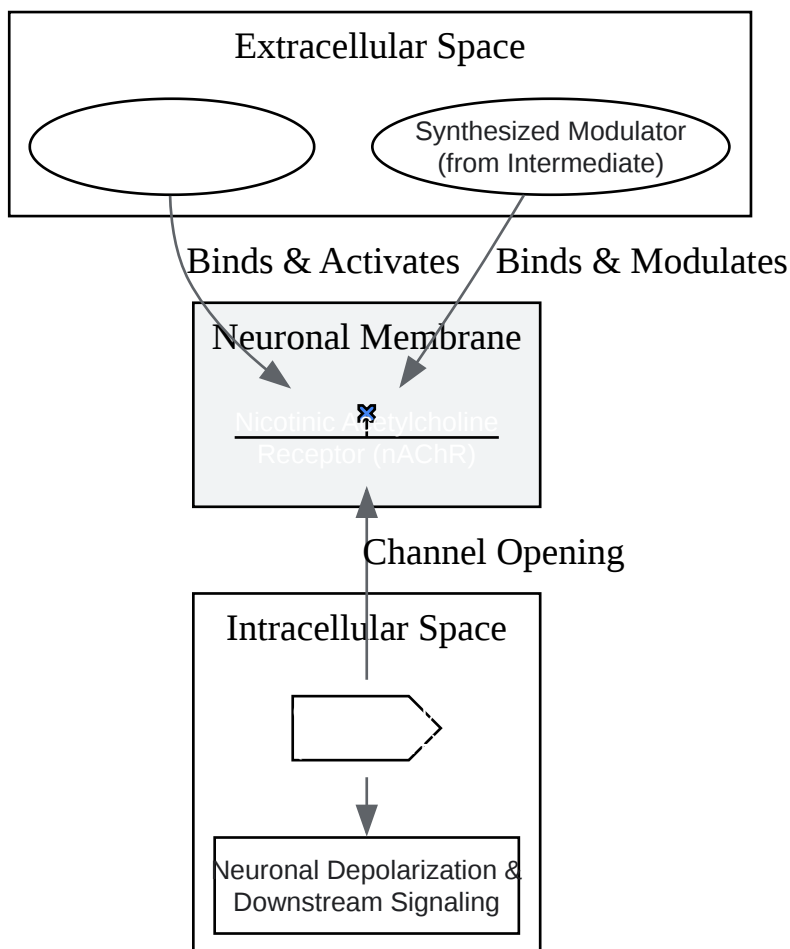 Extracellular Space
Synthesized Modulator
(from Intermediate)
Binds & Activates
Binds & Modulates
Neuronal Membrane
Nicotinic Acetylcholine
Receptor (nAChR)
Channel Opening
Intracellular Space
Neuronal Depolarization &
Downstream Signaling